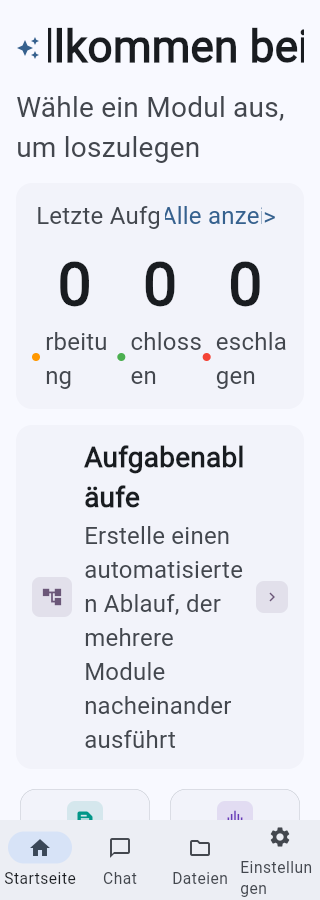 llkommen bei
Wähle ein Modul aus,
um loszulegen
Letzte Aufg Alle anzei >
0 0 0
rbeitu chloss eschla
ng en gen
Aufgabenabl
äufe
Erstelle einen
automatisierte
n Ablauf, der
mehrere
Module
nacheinander
ausführt
Startseite Chat Dateien Einstellun
gen